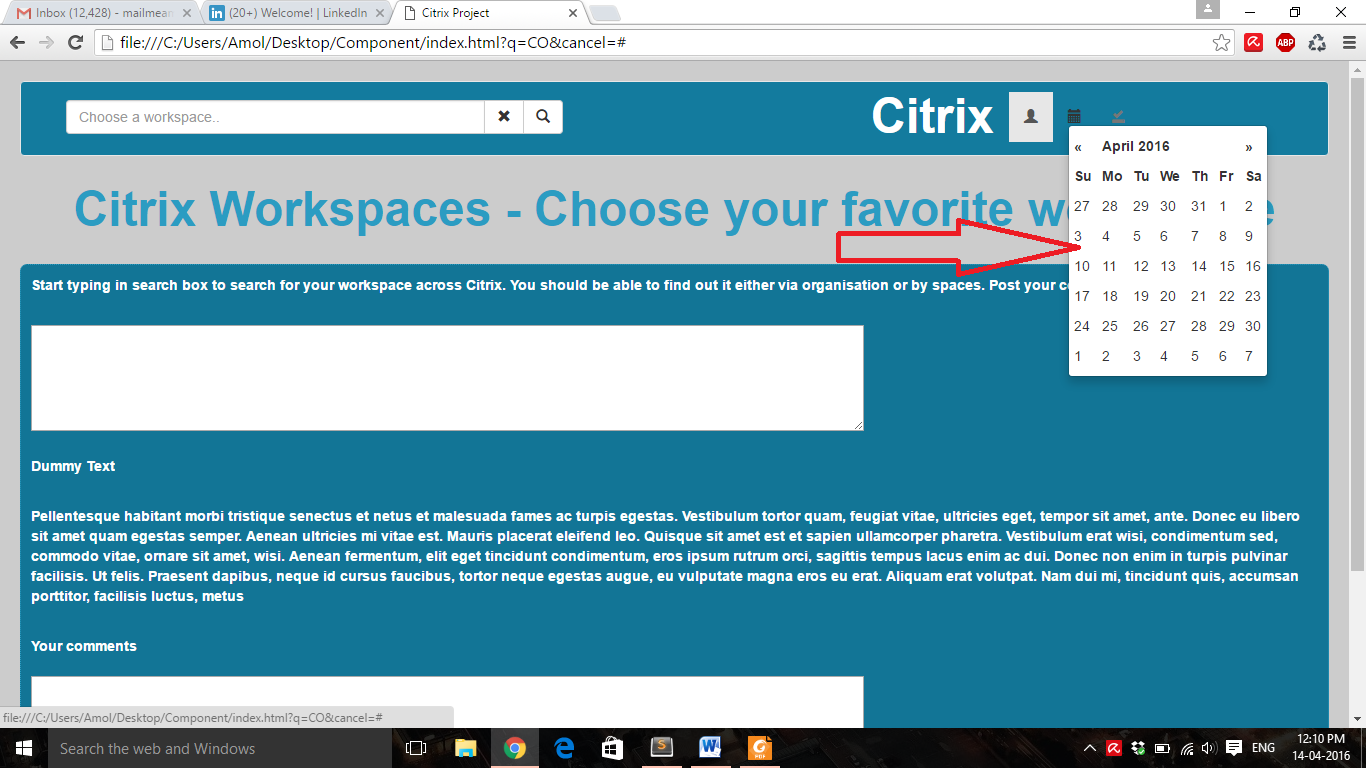 Inbox (12,428) - mailmean
(20+) Welcome! | LinkedIn
Citrix Project
file:///C:/Users/Amol/Desktop/Component/index.html?q=CO&cancel=#
ABP
Choose a workspace..
Citrix
« April 2016 »
Su Mo Tu We Th Fr Sa
27 28 29 30 31 1 2
3 4 5 6 7 8 9
10 11 12 13 14 15 16
17 18 19 20 21 22 23
24 25 26 27 28 29 30
1 2 3 4 5 6 7
Citrix Workspaces - Choose your favorite
Start typing in search box to search for your workspace across Citrix. You should be able to find out it either via organisation or by spaces. Post your
Dummy Text
Pellentesque habitant morbi tristique senectus et netus et malesuada fames ac turpis egestas. Vestibulum tortor quam, feugiat vitae, ultricies eget, tempor sit amet, ante. Donec eu libero
sit amet quam egestas semper. Aenean ultricies mi vitae est. Mauris placerat eleifend leo. Quisque sit amet est et sapien ullamcorper pharetra. Vestibulum erat wisi, condimentum sed,
commodo vitae, ornare sit amet, wisi. Aenean fermentum, elit eget tincidunt condimentum, eros ipsum rutrum orci, sagittis tempus lacus enim ac dui. Donec non enim in turpis pulvinar
facilisis. Ut felis. Praesent dapibus, neque id cursus faucibus, tortor neque egestas augue, eu vulputate magna eros eu erat. Aliquam erat volutpat. Nam dui mi, tincidunt quis, accumsan
porttitor, facilisis luctus, metus
Your comments
file:///C:/Users/Amol/Desktop/Component/index.html?q=CO&cancel=#
Search the web and Windows
PDF
ENG
12:10 PM
14-04-2016